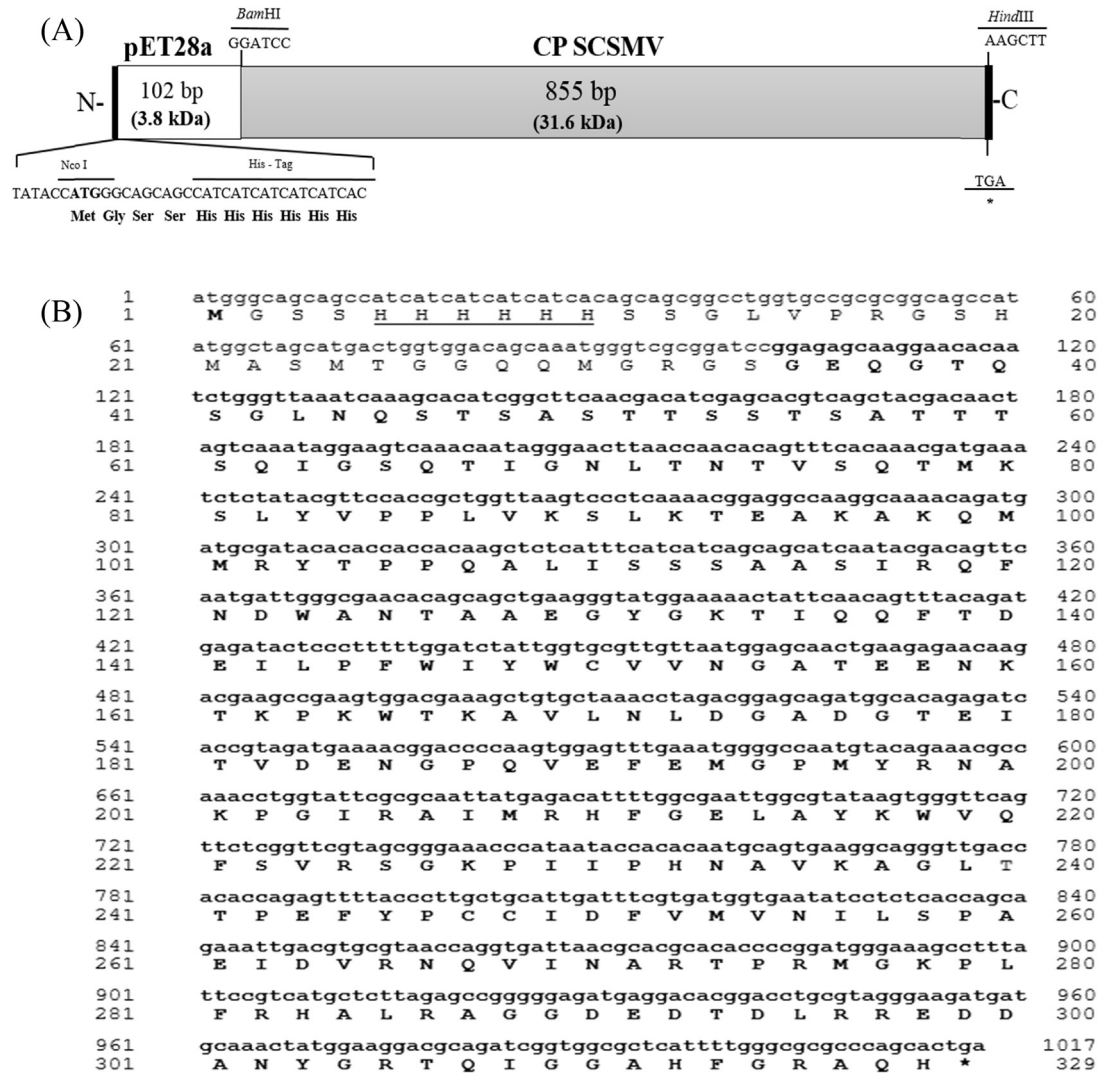 (A)
BamHI
HindIII
GGATCC
AAGCTT
pET28a
CP SCSMV
N-
102 bp
(3.8 kDa)
855 bp
(31.6 kDa)
-C
Nco I
His - Tag
TATACCATGGGCAGCAGCCATCATCATCATCATCAC
Met Gly Ser Ser His His His His His His
TGA
*
(B)
1 atgggcagcagccatcatcatcatcatcacagcagcggcctggtgccgcgcggcagccat 60
1 M G S S H H H H H H S S G L V P R G S H 20
61 atggctagcatgactggtggacagcaaatgggtcgcggatccggagagcaaggaacacaa 120
21 M A S M T G G Q Q M G R G S G E Q G T Q 40
121 tctgggttaaatcaaagcacatcggcttcaacgacatcgagcacgtcagctacgacaact 180
41 S G L N Q S T S A S T T S S T S A T T T 60
181 agtcaaataggaagtcaaacaatagggaacttaaccaacacagtttcacaaacgatgaaa 240
61 S Q I G S Q T I G N L T N T V S Q T M K 80
241 tctctatacgttccaccgctggttaagtccctcaaaacggaggccaaggcaaaacagatg 300
81 S L Y V P P L V K S L K T E A K A K Q M 100
301 atgcgatacacaccaccacaagctctcatttcatcatcagcagcatcaatacgacagttc 360
101 M R Y T P P Q A L I S S S A A S I R Q F 120
361 aatgattgggcgaacacagcagctgaagggtatggaaaaactattcaacagtttacagat 420
121 N D W A N T A A E G Y G K T I Q Q F T D 140
421 gagatactccctttttggatctattggtgcgttgttaatggagcaactgaagagaacaag 480
141 E I L P F W I Y W C V V N G A T E E N K 160
481 acgaagccgaagtggacgaaagctgtgctaaacctagacggagcagatggcacagagatc 540
161 T K P K W T K A V L N L D G A D G T E I 180
541 accgtagatgaaaacggaccccaagtggagtttgaaatggggccaatgtacagaaacgcc 600
181 T V D E N G P Q V E F E M G P M Y R N A 200
661 aaacctggtattcgcgcaattatgagacattttggcgaattggcgtataagtgggttcag 720
201 K P G I R A I M R H F G E L A Y K W V Q 220
721 ttctcggttcgtagcgggaaacccataataccacacaatgcagtgaaggcagggttgacc 780
221 F S V R S G K P I I P H N A V K A G L T 240
781 acaccagagttttacccttgctgcattgatttcgtgatggtgaatatcctctcaccagca 840
241 T P E F Y P C C I D F V M V N I L S P A 260
841 gaaattgacgtgcgtaaccaggtgattaacgcacgcacaccccggatgggaaagccttta 900
261 E I D V R N Q V I N A R T P R M G K P L 280
901 ttccgtcatgctcttagagccgggggagatgaggacacggacctgcgtagggaagatgat 960
281 F R H A L R A G G D E D T D L R R E D D 300
961 gcaaactatggaaggacgcagatcggtggcgctcattttgggcgcgcccagcactga 1017
301 A N Y G R T Q I G G A H F G R A Q H * 329